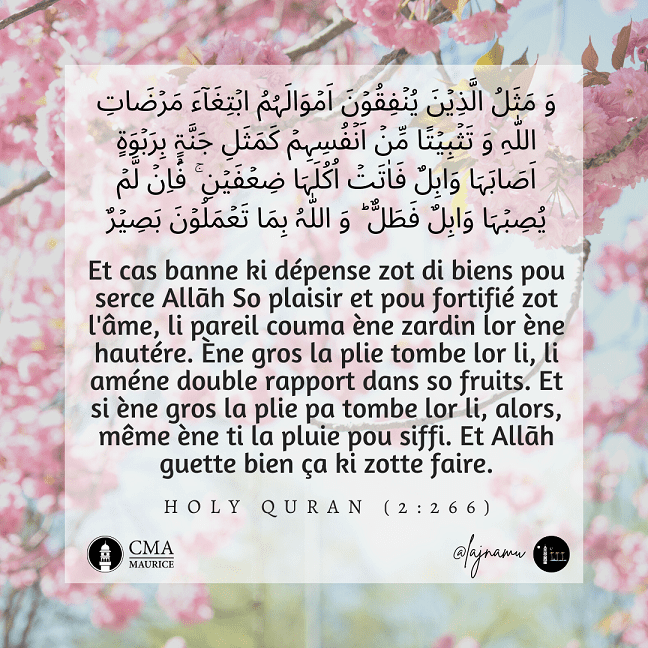 وَ مَثَلُ الَّذِیۡنَ یُنۡفِقُوۡنَ اَمۡوَالَہُمُ ابۡتِغَآءَ مَرۡضَاتِ
اللّٰہِ وَ تَثۡبِیۡتًا مِّنۡ اَنۡفُسِہِمۡ کَمَثَلِ جَنَّۃٍۭ بِرَبۡوَۃٍ
اَصَابَہَا وَابِلٌ فَاٰتَتۡ اُکُلَہَا ضِعۡفَیۡنِ ۚ فَاِنۡ لَّمۡ
یُصِبۡہَا وَابِلٌ فَطَلٌّ ؕ وَ اللّٰہُ بِمَا تَعۡمَلُوۡنَ بَصِیۡرٌ
Et cas banne ki dépense zot di biens pou
serce Allāh So plaisir et pou fortifié zot
l'âme, li pareil couma ène zardin lor ène
hautére. Ène gros la plie tombe lor li, li
améne double rapport dans so fruits. Et
si ène gros la plie pa tombe lor li, alors,
même ène ti la pluie pou siffi. Et Allāh
guette bien ça ki zotte faire.
HOLY QURAN (2:266)
CMA
MAURICE
@lajnamu